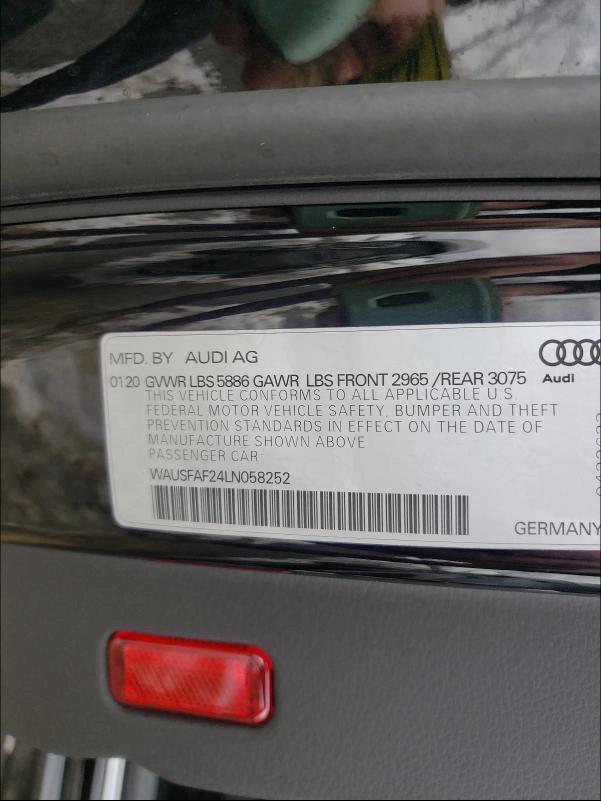 MFD. BY AUDI AG
0120 GVWR LBS 5886 GAWR LBS FRONT 2965 /REAR 3075
Audi
THIS VEHICLE CONFORMS TO ALL APPLICABLE U.S
FEDERAL MOTOR VEHICLE SAFETY, BUMPER AND THEFT
PREVENTION STANDARDS IN EFFECT ON THE DATE OF
MANUFACTURE SHOWN ABOVE
PASSENGER CAR
WAUSFAF24LN058252
GERMANY